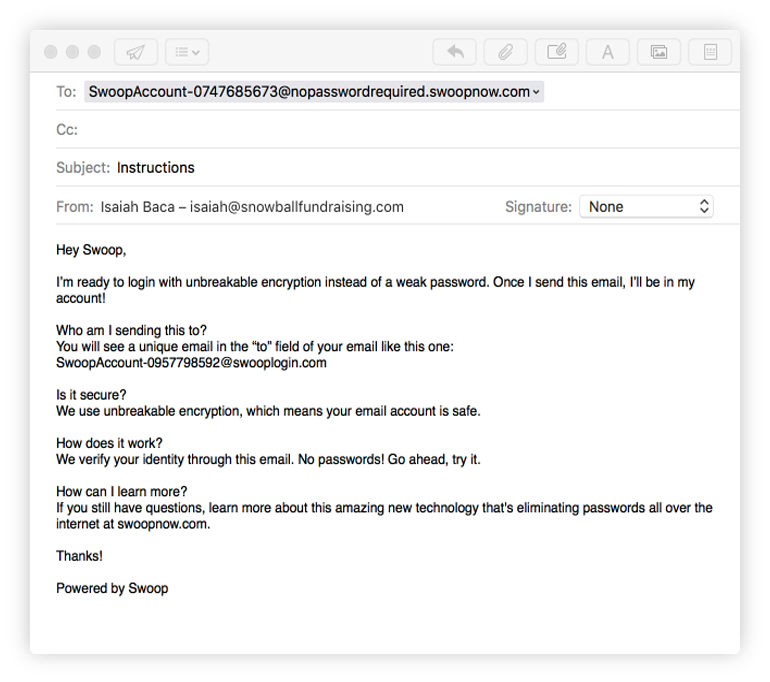 To: SwoopAccount-0747685673@nopasswordrequired.swoopnow.com
Cc:
Subject: Instructions
From: Isaiah Baca – isaiah@snowballfundraising.com Signature: None
Hey Swoop,
I'm ready to login with unbreakable encryption instead of a weak password. Once I send this email, I'll be in my
account!
Who am I sending this to?
You will see a unique email in the “to” field of your email like this one:
SwoopAccount-0957798592@swooplogin.com
Is it secure?
We use unbreakable encryption, which means your email account is safe.
How does it work?
We verify your identity through this email. No passwords! Go ahead, try it.
How can I learn more?
If you still have questions, learn more about this amazing new technology that's eliminating passwords all over the
internet at swoopnow.com.
Thanks!
Powered by Swoop